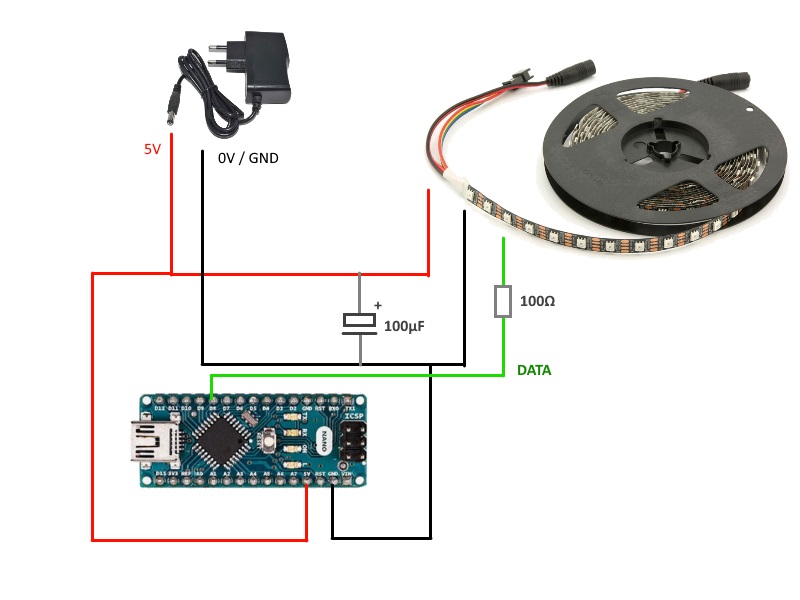 5V
0V / GND
+
100μF
100Ω
DATA
D12 D11 D10 D9 D8 D7 D6 D5 D4 D3 D2 GND RST RX0 TX1
ICSP
NANO
D13 3V3 REF A0 A1 A2 A3 A4 A5 A6 A7 5V RST GND VIN